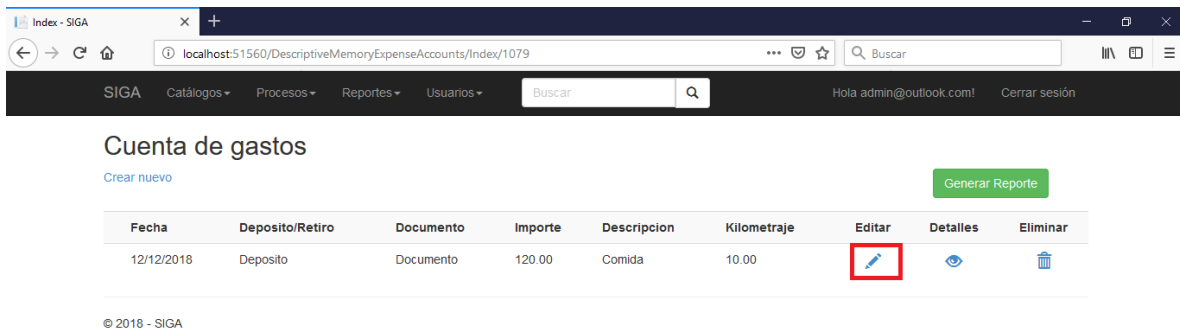 Index - SIGA
localhost:51560/DescriptiveMemoryExpenseAccounts/Index/1079
Buscar
SIGA Catálogos Procesos Reportes Usuarios Buscar Hola admin@outlook.com! Cerrar sesión
Cuenta de gastos
Crear nuevo
Generar Reporte
Fecha Deposito/Retiro Documento Importe Descripcion Kilometraje Editar Detalles Eliminar
12/12/2018 Deposito Documento 120.00 Comida 10.00
© 2018 - SIGA